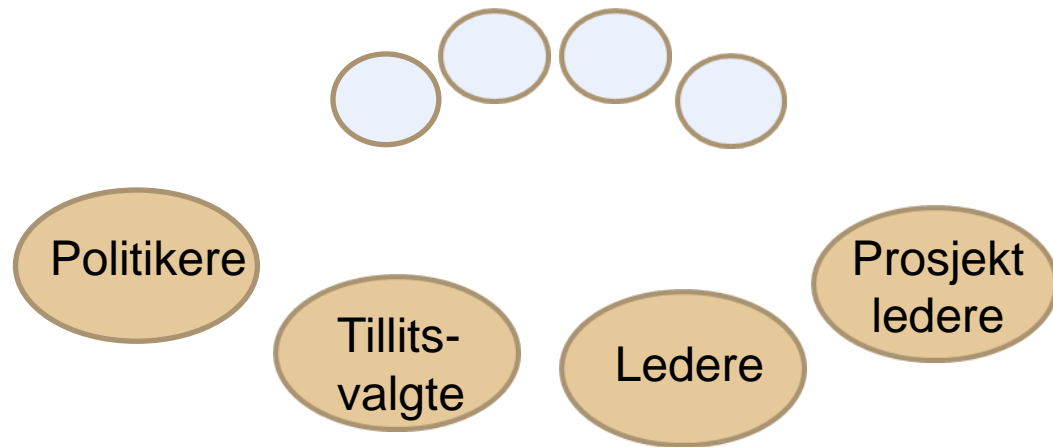 Politikere
Tillits-
valgte
Ledere
Prosjekt
ledere